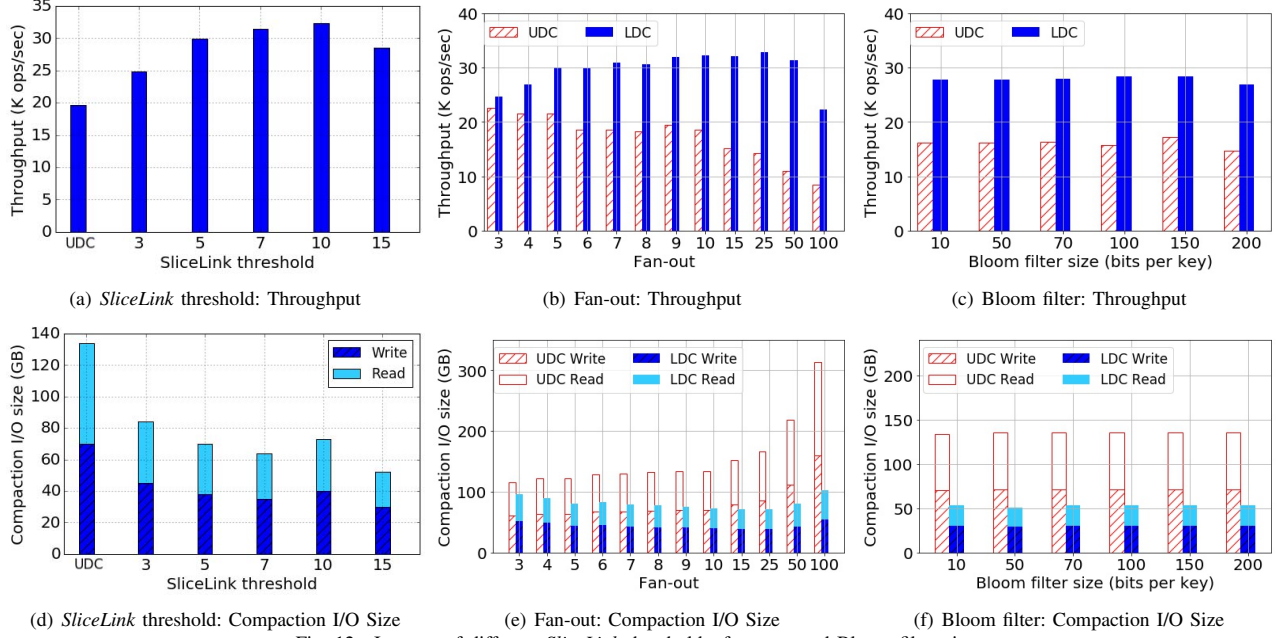 35
30
25
20
15
10
5
0
Throughput (K ops/sec)
UDC 3 5 7 10 15
SliceLink threshold
(a) SliceLink threshold: Throughput
UDC LDC
40
30
20
10
0
Throughput (K ops/sec)
3 4 5 6 7 8 9 10 15 25 50 100
Fan-out
(b) Fan-out: Throughput
UDC LDC
40
30
20
10
0
Throughput (K ops/sec)
10 50 70 100 150 200
Bloom filter size (bits per key)
(c) Bloom filter: Throughput
140
120
100
80
60
40
20
0
Compaction I/O size (GB)
Write
Read
UDC 3 5 7 10 15
SliceLink threshold
(d) SliceLink threshold: Compaction I/O Size
UDC Write LDC Write
UDC Read LDC Read
300
200
100
0
Compaction I/O size (GB)
3 4 5 6 7 8 9 10 15 25 50 100
Fan-out
(e) Fan-out: Compaction I/O Size
UDC Write LDC Write
UDC Read LDC Read
200
150
100
50
0
Compaction I/O size (GB)
10 50 70 100 150 200
Bloom filter size (bits per key)
(f) Bloom filter: Compaction I/O Size